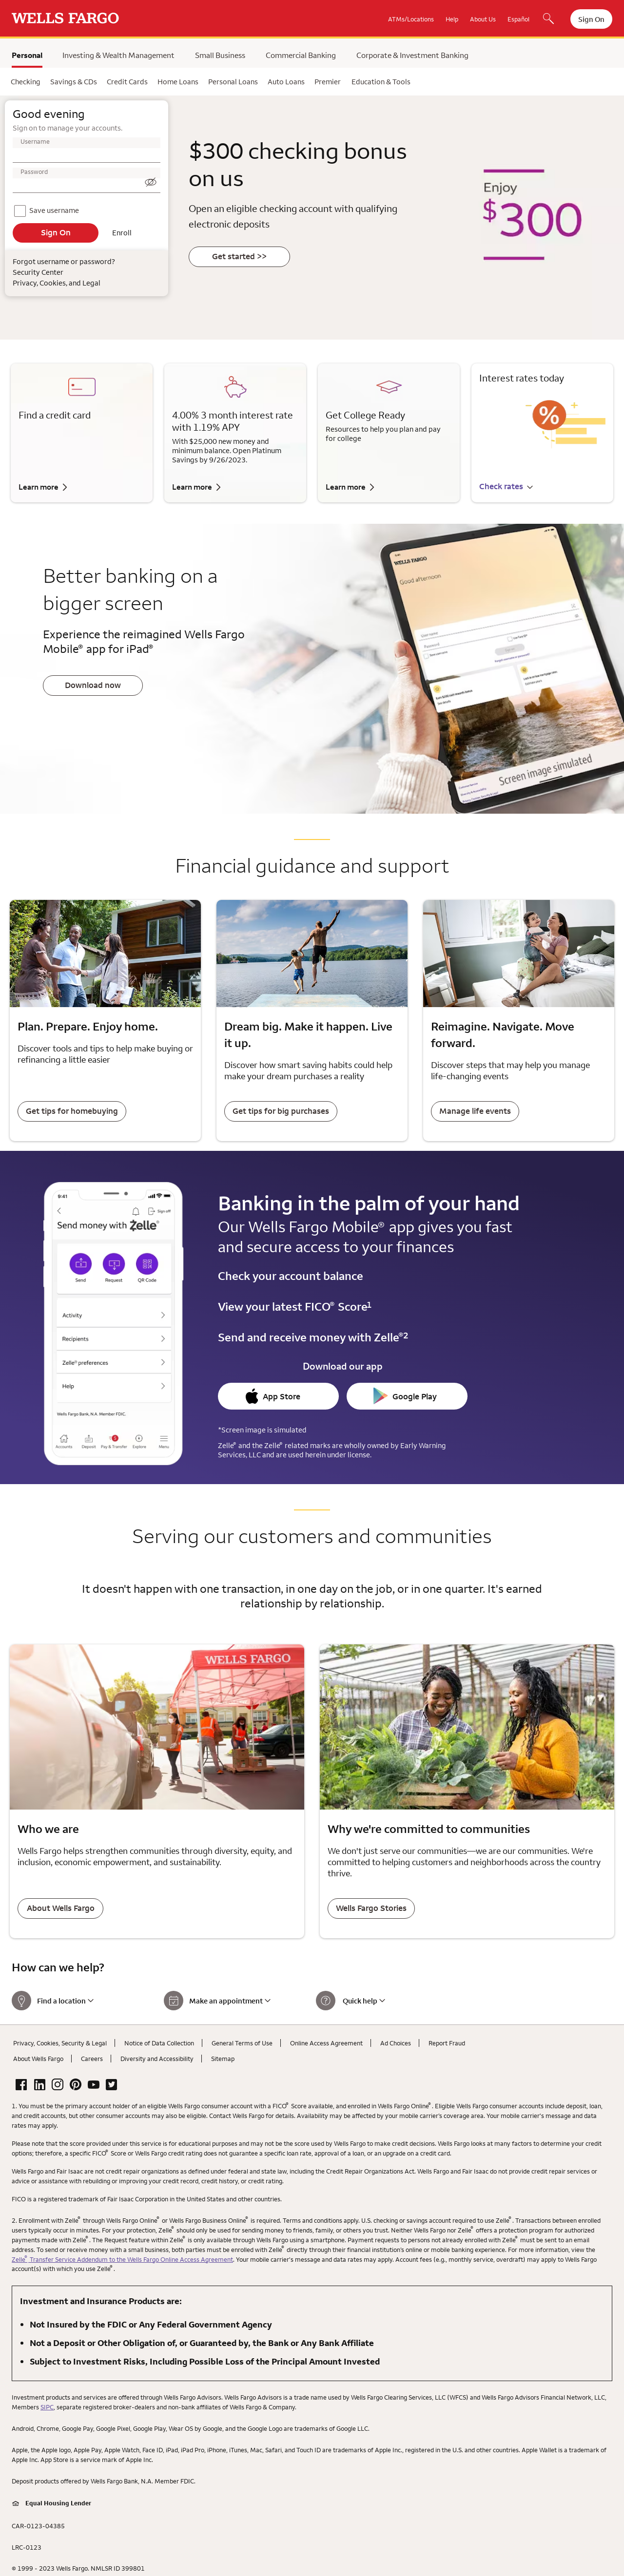 WELLS FARGO
ATMs/Locations Help About Us Español Sign On
Personal Investing & Wealth Management Small Business Commercial Banking Corporate & Investment Banking
Checking Savings & CDs Credit Cards Home Loans Personal Loans Auto Loans Premier Education & Tools
Good evening
Sign on to manage your accounts.
Username
Password
Save username
Sign On Enroll
Forgot username or password?
Security Center
Privacy, Cookies, and Legal
$300 checking bonus
on us
Open an eligible checking account with qualifying
electronic deposits
Get started >>
Enjoy
$300
Find a credit card
Learn more
4.00% 3 month interest rate
with 1.19% APY
With $25,000 new money and
minimum balance. Open Platinum
Savings by 9/26/2023.
Learn more
Get College Ready
Resources to help you plan and pay
for college
Learn more
Interest rates today
%
Check rates
Better banking on a
bigger screen
Experience the reimagined Wells Fargo
Mobile® app for iPad®
Download now
Good afternoon
Screen image simulated
Financial guidance and support
Plan. Prepare. Enjoy home.
Discover tools and tips to help make buying or
refinancing a little easier
Get tips for homebuying
Dream big. Make it happen. Live
it up.
Discover how smart saving habits could help
make your dream purchases a reality
Get tips for big purchases
Reimagine. Navigate. Move
forward.
Discover steps that may help you manage
life-changing events
Manage life events
9:41
Sign off
Send money with Zelle®
Send Request QR Code
Activity
Recipients
Zelle® preferences
Help
Wells Fargo Bank, N.A. Member FDIC.
1
Accounts Deposit Pay & Transfer Explore Menu
Banking in the palm of your hand
Our Wells Fargo Mobile® app gives you fast
and secure access to your finances
Check your account balance
View your latest FICO® Score1
Send and receive money with Zelle®2
Download our app
App Store Google Play
*Screen image is simulated
Zelle® and the Zelle® related marks are wholly owned by Early Warning
Services, LLC and are used herein under license.
Serving our customers and communities
It doesn't happen with one transaction, in one day on the job, or in one quarter. It's earned
relationship by relationship.
WELLS FARGO
Who we are
Wells Fargo helps strengthen communities through diversity, equity, and
inclusion, economic empowerment, and sustainability.
About Wells Fargo
Why we're committed to communities
We don't just serve our communities—we are our communities. We're
committed to helping customers and neighborhoods across the country
thrive.
Wells Fargo Stories
How can we help?
Find a location Make an appointment Quick help
Privacy, Cookies, Security & Legal Notice of Data Collection General Terms of Use Online Access Agreement Ad Choices Report Fraud
About Wells Fargo Careers Diversity and Accessibility Sitemap
1. You must be the primary account holder of an eligible Wells Fargo consumer account with a FICO® Score available, and enrolled in Wells Fargo Online®. Eligible Wells Fargo consumer accounts include deposit, loan,
and credit accounts, but other consumer accounts may also be eligible. Contact Wells Fargo for details. Availability may be affected by your mobile carrier's coverage area. Your mobile carrier's message and data
rates may apply.
Please note that the score provided under this service is for educational purposes and may not be the score used by Wells Fargo to make credit decisions. Wells Fargo looks at many factors to determine your credit
options; therefore, a specific FICO® Score or Wells Fargo credit rating does not guarantee a specific loan rate, approval of a loan, or an upgrade on a credit card.
Wells Fargo and Fair Isaac are not credit repair organizations as defined under federal and state law, including the Credit Repair Organizations Act. Wells Fargo and Fair Isaac do not provide credit repair services or
advice or assistance with rebuilding or improving your credit record, credit history, or credit rating.
FICO is a registered trademark of Fair Isaac Corporation in the United States and other countries.
2. Enrollment with Zelle® through Wells Fargo Online® or Wells Fargo Business Online® is required. Terms and conditions apply. U.S. checking or savings account required to use Zelle®. Transactions between enrolled
users typically occur in minutes. For your protection, Zelle® should only be used for sending money to friends, family, or others you trust. Neither Wells Fargo nor Zelle® offers a protection program for authorized
payments made with Zelle®. The Request feature within Zelle® is only available through Wells Fargo using a smartphone. Payment requests to persons not already enrolled with Zelle® must be sent to an email
address. To send or receive money with a small business, both parties must be enrolled with Zelle® directly through their financial institution's online or mobile banking experience. For more information, view the
Zelle® Transfer Service Addendum to the Wells Fargo Online Access Agreement. Your mobile carrier's message and data rates may apply. Account fees (e.g., monthly service, overdraft) may apply to Wells Fargo
account(s) with which you use Zelle®.
Investment and Insurance Products are:
• Not Insured by the FDIC or Any Federal Government Agency
• Not a Deposit or Other Obligation of, or Guaranteed by, the Bank or Any Bank Affiliate
• Subject to Investment Risks, Including Possible Loss of the Principal Amount Invested
Investment products and services are offered through Wells Fargo Advisors. Wells Fargo Advisors is a trade name used by Wells Fargo Clearing Services, LLC (WFCS) and Wells Fargo Advisors Financial Network, LLC,
Members SIPC, separate registered broker-dealers and non-bank affiliates of Wells Fargo & Company.
Android, Chrome, Google Pay, Google Pixel, Google Play, Wear OS by Google, and the Google Logo are trademarks of Google LLC.
Apple, the Apple logo, Apple Pay, Apple Watch, Face ID, iPad, iPad Pro, iPhone, iTunes, Mac, Safari, and Touch ID are trademarks of Apple Inc., registered in the U.S. and other countries. Apple Wallet is a trademark of
Apple Inc. App Store is a service mark of Apple Inc.
Deposit products offered by Wells Fargo Bank, N.A. Member FDIC.
Equal Housing Lender
CAR-0123-04385
LRC-0123
© 1999 - 2023 Wells Fargo. NMLSR ID 399801